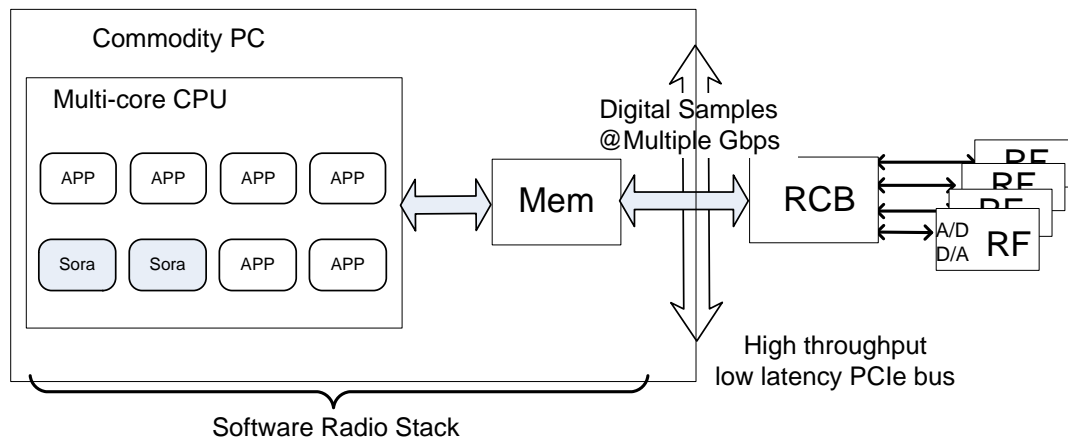 Commodity PC
Multi-core CPU
Digital Samples
@Multiple Gbps
APP
APP
APP
APP
Mem
RCB
RF
RF
RF
A/D
D/A
RF
Sora
Sora
APP
APP
High throughput
low latency PCIe bus
Software Radio Stack